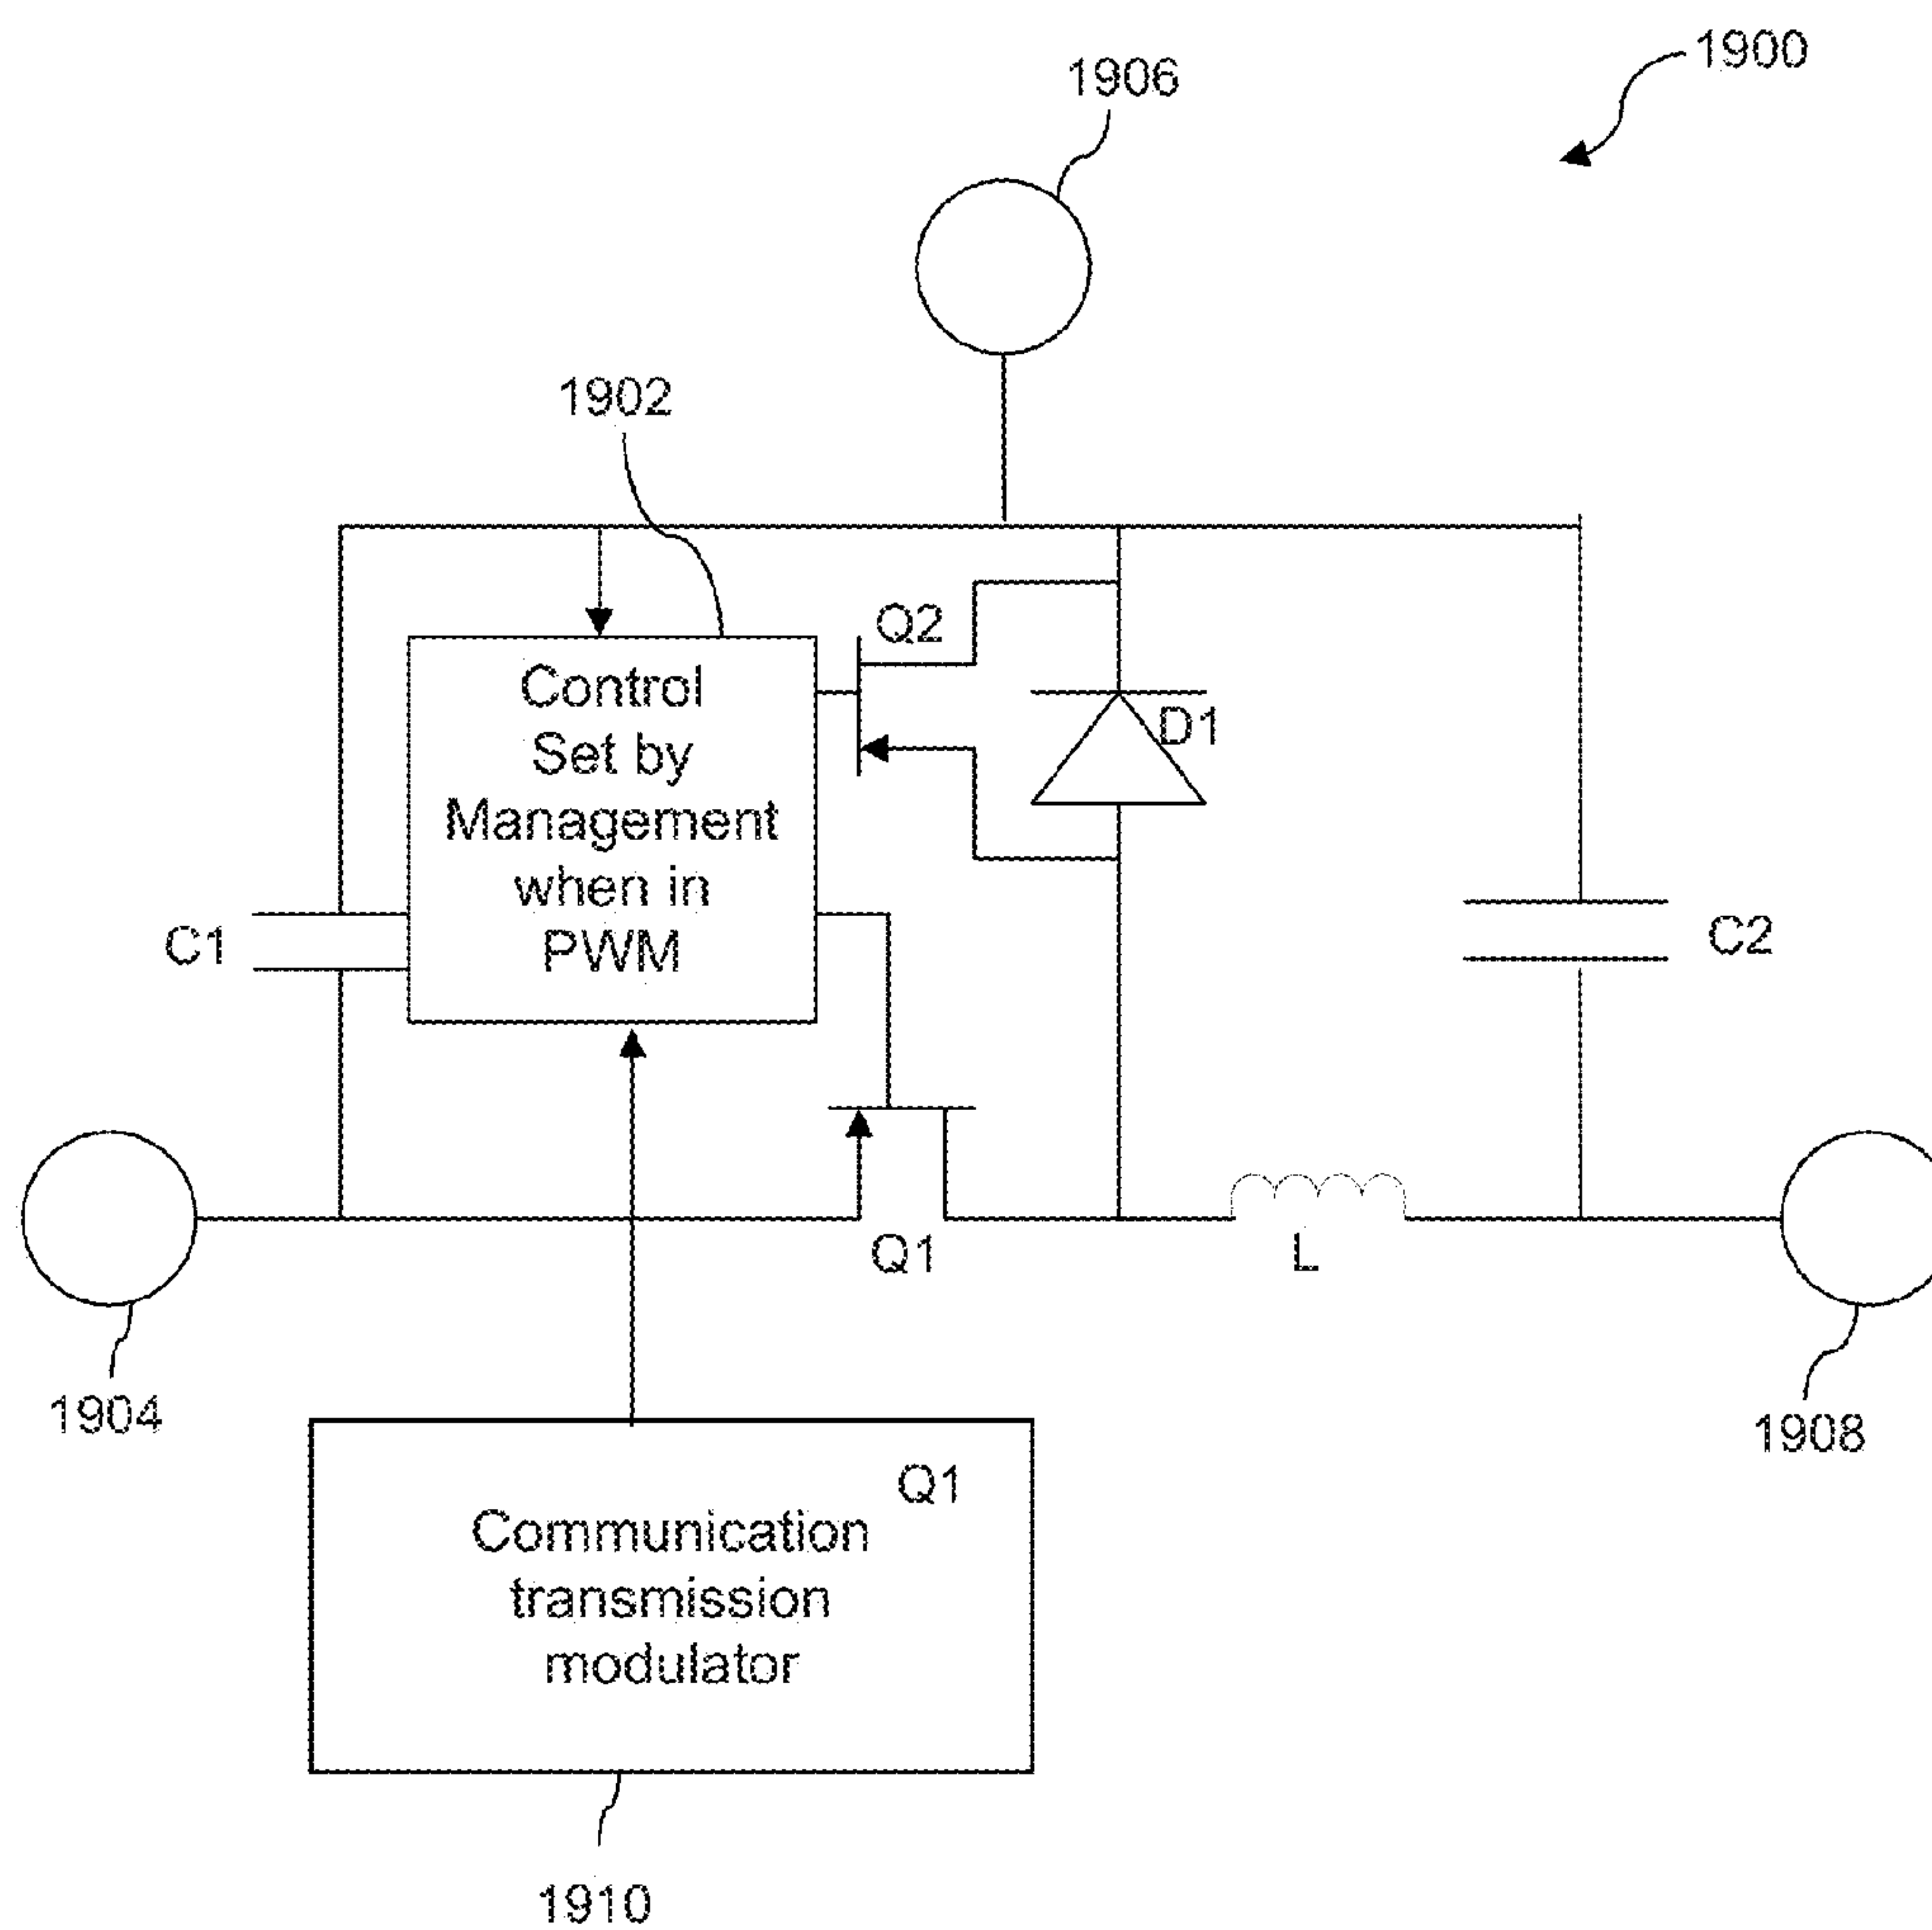 1900
1906
1902
Q2
Control
Set by
Management
when in
PWM
D1
C1
C2
Q1
L
1904
1908
Q1
Communication
transmission
modulator
1910